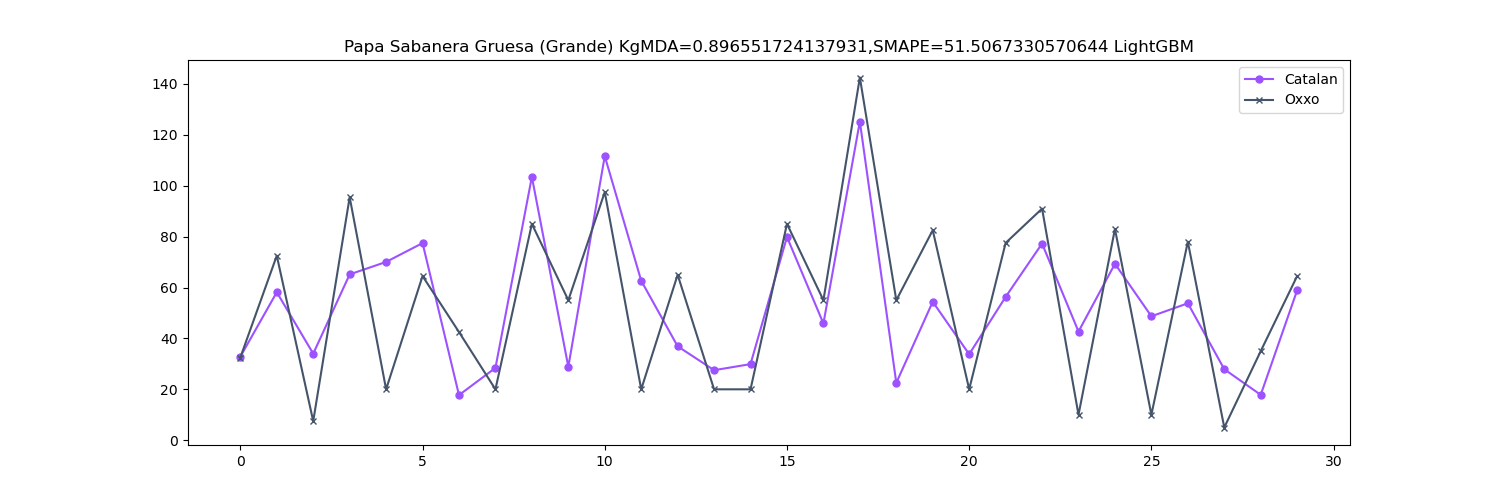 Papa Sabanera Gruesa (Grande) KgMDA=0.896551724137931,SMAPE=51.5067330570644 LightGBM
Catalan
Oxxo
140
120
100
80
60
40
20
0
0 5 10 15 20 25 30